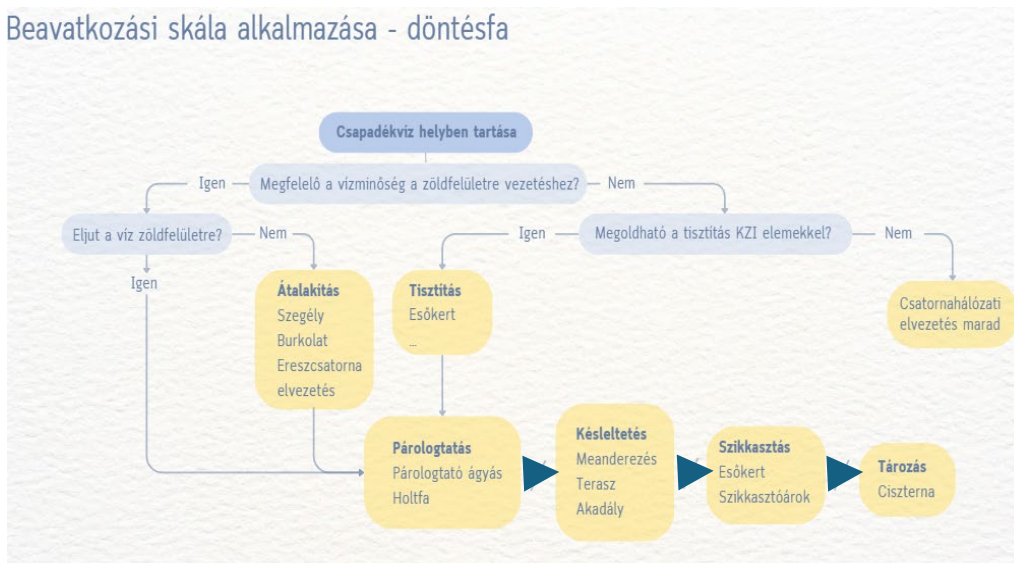 Beavatkozási skála alkalmazása - döntésfa
Csapadékvíz helyben tartása
Igen
Megfelelő a vízminőség a zöldfelületre vezetéshez?
Nem
Eljut a víz zöldfelületre?
Nem
Igen
Megoldható a tisztítás KZI elemekkel?
Nem
Igen
Átalakítás
Szegély
Burkolat
Ereszcsatorna
elvezetés
Tisztítás
Esőkert
...
Csatornahálózati
elvezetés marad
Párologtatás
Párologtató ágyás
Holtfa
Késleltetés
Meanderezés
Terasz
Akadály
Szikkasztás
Esőkert
Szikkasztóárok
Tározás
Ciszterna